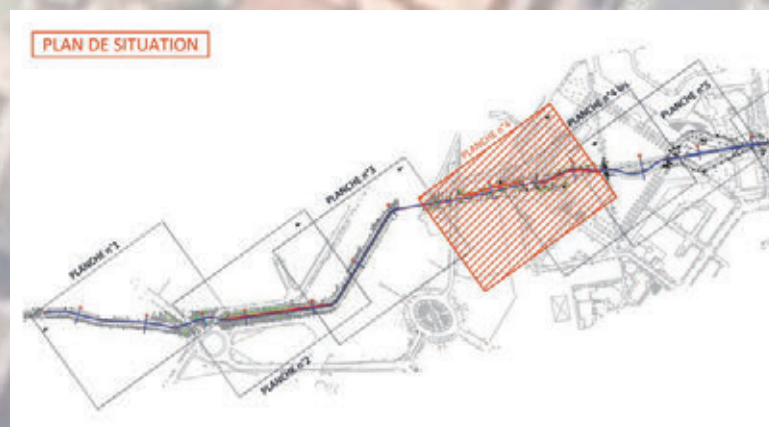 PLAN DE SITUATION
PLANCHE n°1
PLANCHE n°2
PLANCHE n°3
PLANCHE n°4
PLANCHE n°4 bis
PLANCHE n°5